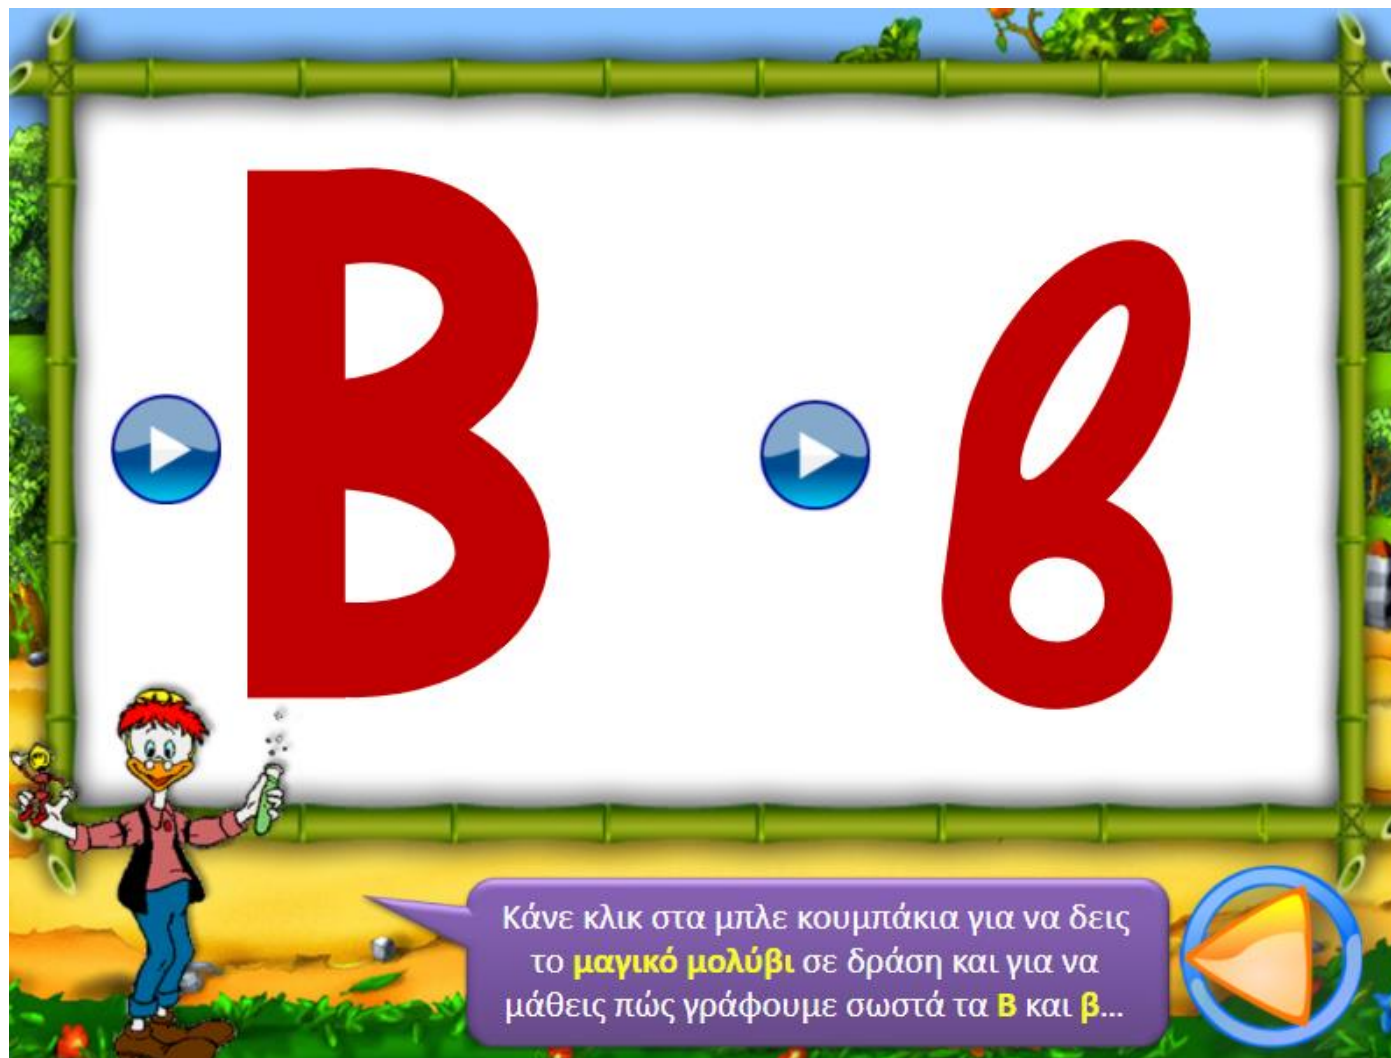 Β β
Κάνε κλικ στα μπλε κουμπάκια για να δεις
το μαγικό μολύβι σε δράση και για να
μάθεις πώς γράφουμε σωστά τα Β και β...